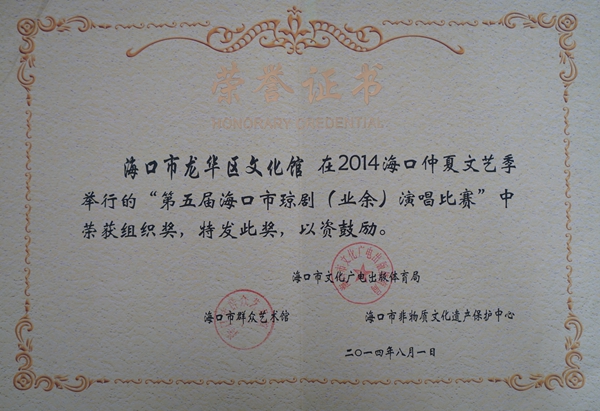 荣誉证书
HONORARY CREDENTIAL
海口市龙华区文化馆 在2014海口仲夏文艺季
举行的“第五届海口市琼剧（业余）演唱比赛”中
荣获组织奖，特发此奖，以资鼓励。
海口市文化广电出版体育局
海口市群众艺术馆 海口市非物质文化遗产保护中心
二〇一四年八月一日